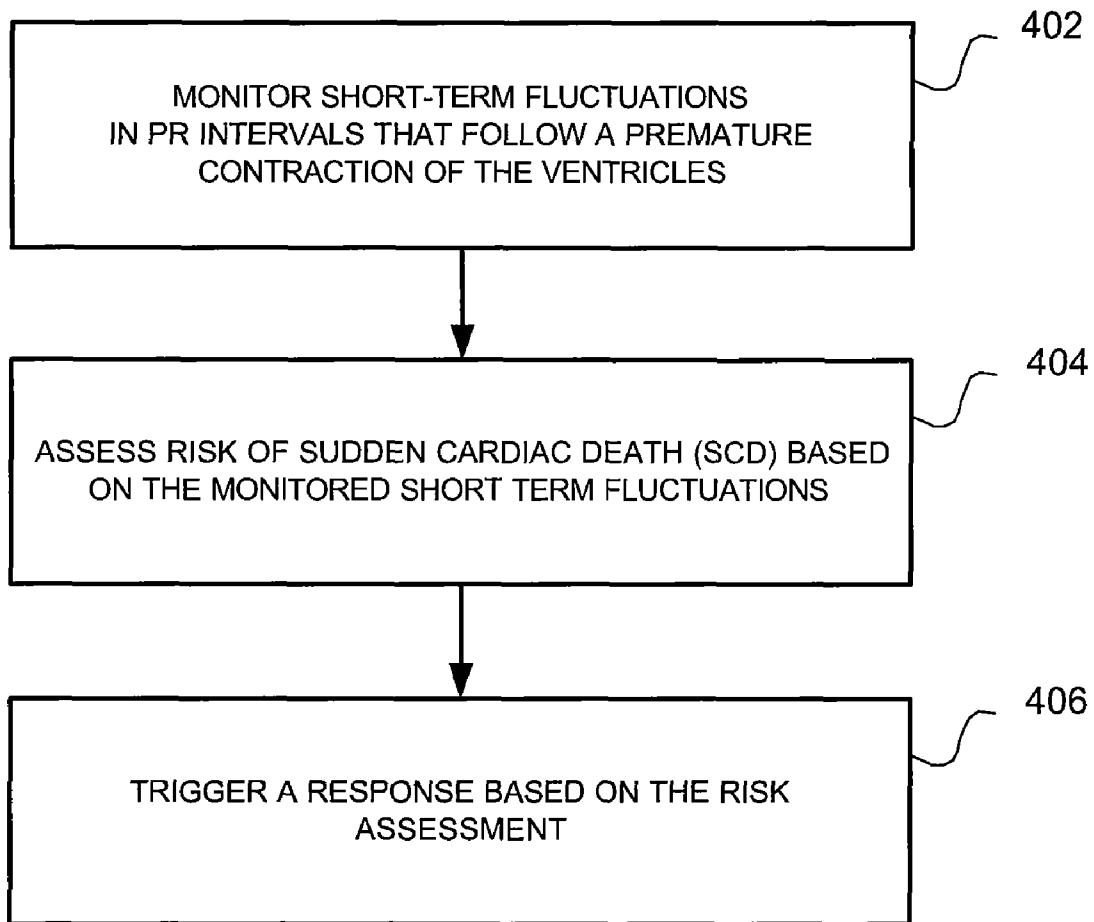 402
MONITOR SHORT-TERM FLUCTUATIONS
IN PR INTERVALS THAT FOLLOW A PREMATURE
CONTRACTION OF THE VENTRICLES
404
ASSESS RISK OF SUDDEN CARDIAC DEATH (SCD) BASED
ON THE MONITORED SHORT TERM FLUCTUATIONS
406
TRIGGER A RESPONSE BASED ON THE RISK
ASSESSMENT